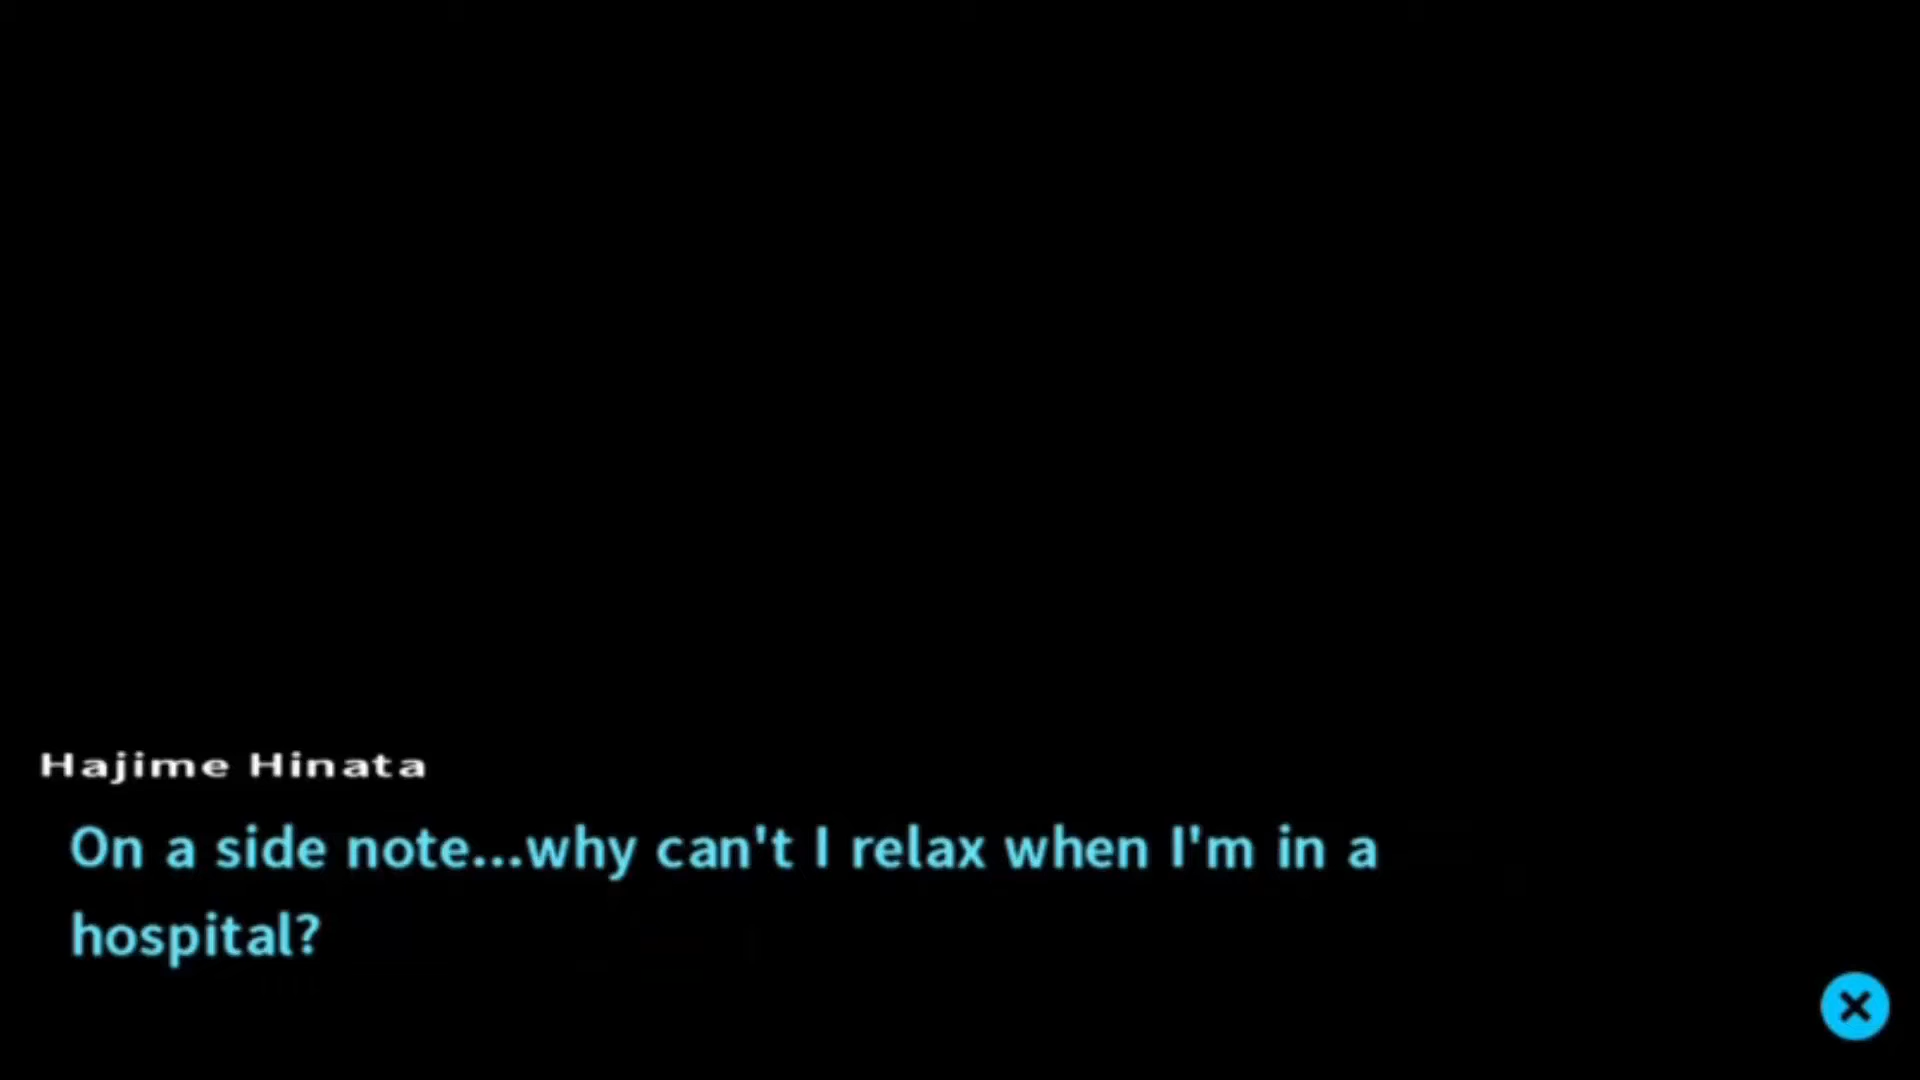 Hajime Hinata
On a side note...why can't I relax when I'm in a
hospital?